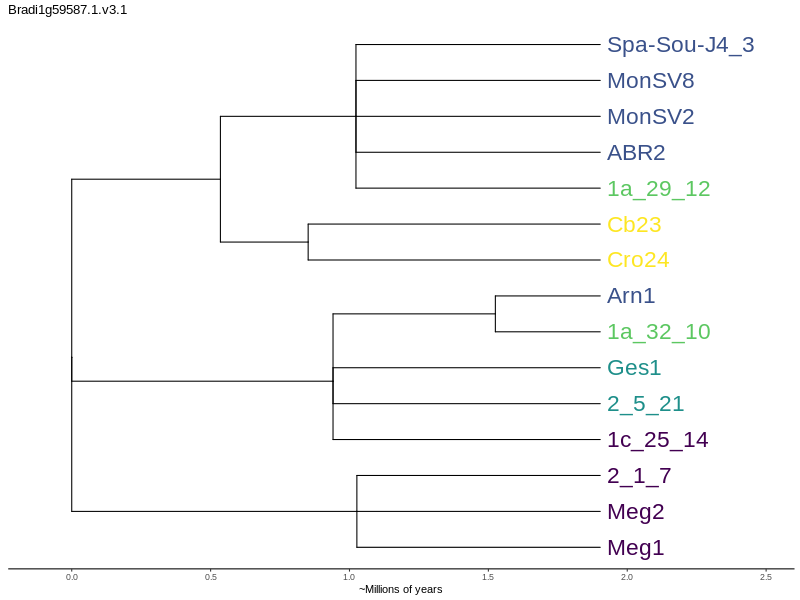 Bradi1g59587.1.v3.1
Spa-Sou-J4_3
MonSV8
MonSV2
ABR2
1a_29_12
Cb23
Cro24
Arn1
1a_32_10
Ges1
2_5_21
1c_25_14
2_1_7
Meg2
Meg1
0.0 0.5 1.0 1.5 2.0 2.5
~Millions of years